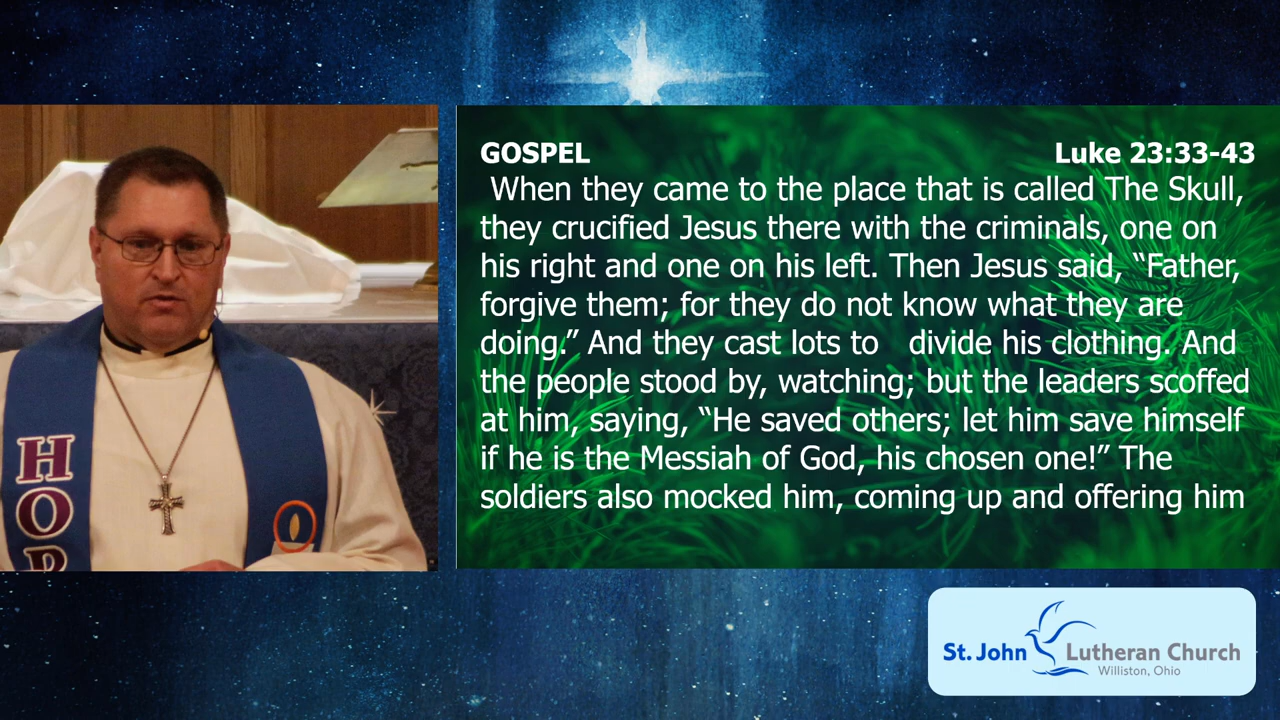 GOSPEL Luke 23:33-43
When they came to the place that is called The Skull,
they crucified Jesus there with the criminals, one on
his right and one on his left. Then Jesus said, “Father,
forgive them; for they do not know what they are
doing.” And they cast lots to divide his clothing. And
the people stood by, watching; but the leaders scoffed
at him, saying, “He saved others; let him save himself
if he is the Messiah of God, his chosen one!” The
soldiers also mocked him, coming up and offering him
HOP
St. John Lutheran Church
Williston, Ohio